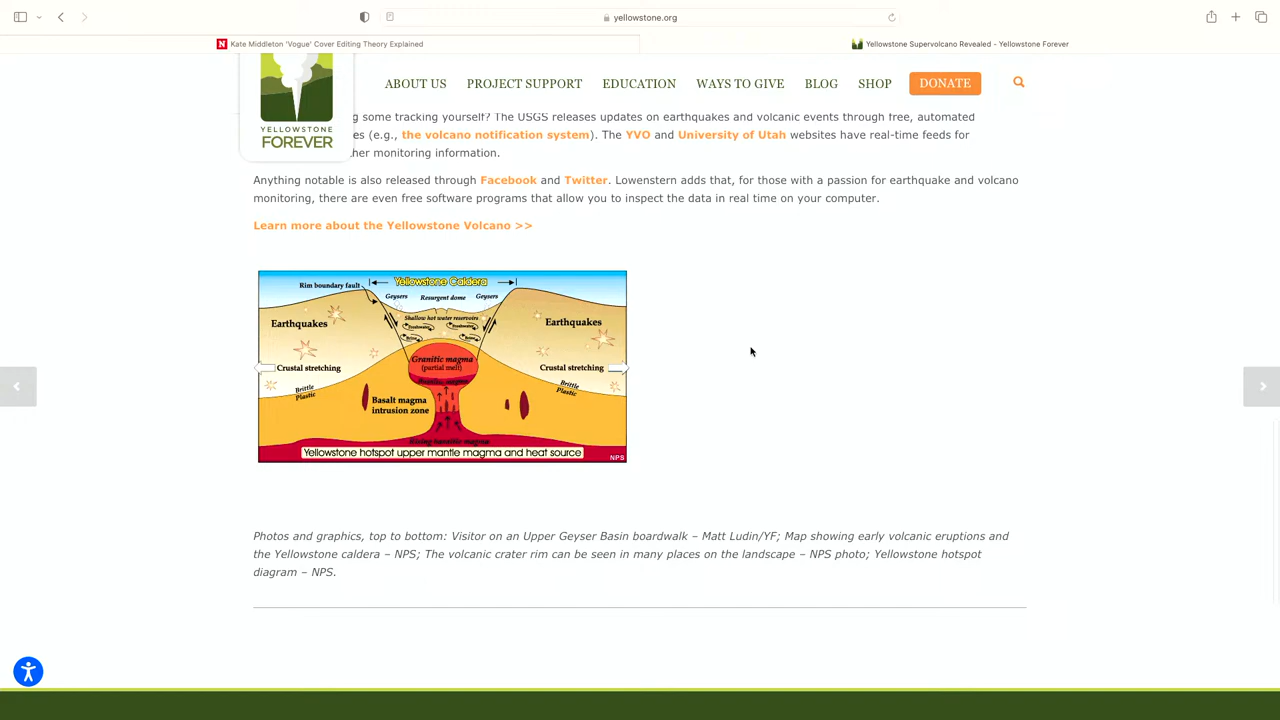 yellowstone.org
Kate Middleton 'Vogue' Cover Editing Theory Explained
Yellowstone Supervolcano Revealed - Yellowstone Forever
YELLOWSTONE
FOREVER
ABOUT US
PROJECT SUPPORT
EDUCATION
WAYS TO GIVE
BLOG
SHOP
DONATE
some tracking yourself? The USGS releases updates on earthquakes and volcanic events through free, automated
(e.g., the volcano notification system). The YVO and University of Utah websites have real-time feeds for
her monitoring information.
Anything notable is also released through Facebook and Twitter. Lowenstern adds that, for those with a passion for earthquake and volcano
monitoring, there are even free software programs that allow you to inspect the data in real time on your computer.
Learn more about the Yellowstone Volcano >>
Yellowstone Caldera
Rim boundary fault
Geysers
Resurgent dome
Geysers
Shallow hot water reservoirs
Freshwater
Freshwater
Brine
Brine
Earthquakes
Earthquakes
Granitic magma
(partial melt)
Crustal stretching
Crustal stretching
Brittle
Plastic
Brittle
Plastic
Basalt magma
intrusion zone
Yellowstone hotspot upper mantle magma and heat source
NPS
Photos and graphics, top to bottom: Visitor on an Upper Geyser Basin boardwalk – Matt Ludin/YF; Map showing early volcanic eruptions and
the Yellowstone caldera – NPS; The volcanic crater rim can be seen in many places on the landscape – NPS photo; Yellowstone hotspot
diagram – NPS.